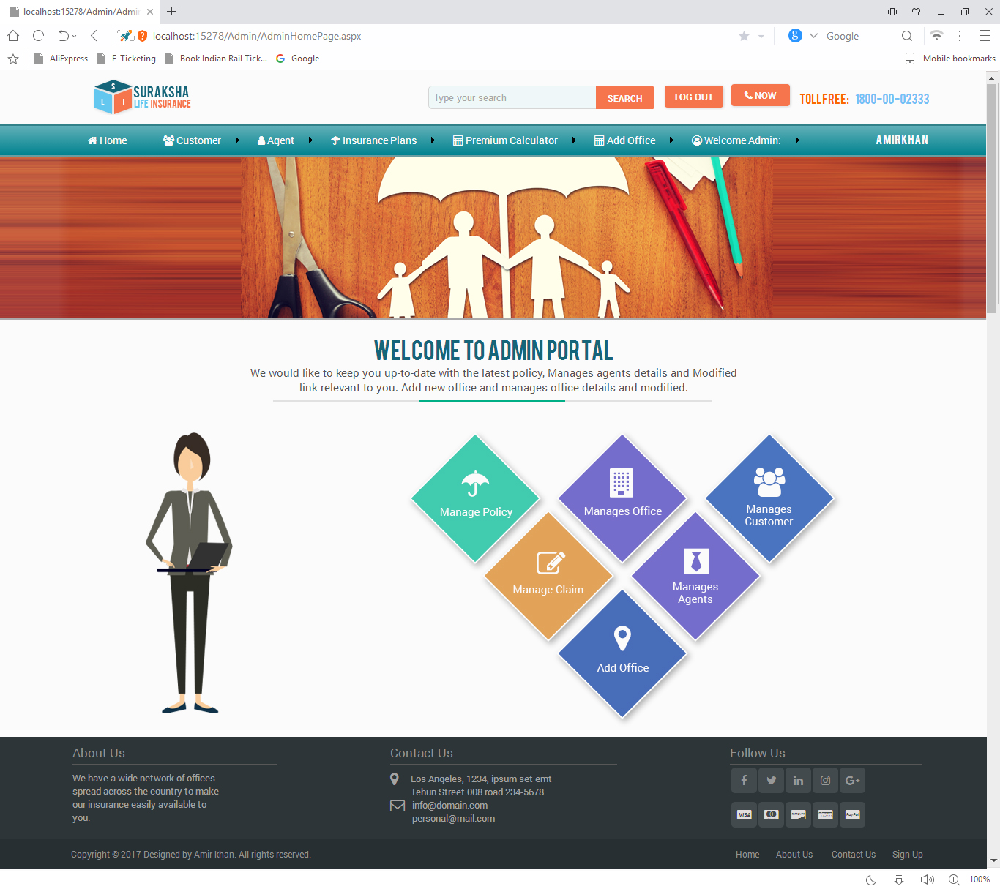 localhost:15278/Admin/Admin
localhost:15278/Admin/AdminHomePage.aspx
Google
AliExpress
E-Ticketing
Book Indian Rail Tick...
Google
Mobile bookmarks
S
L I
SURAKSHA
LIFE INSURANCE
Type your search
SEARCH
LOG OUT
NOW
TOLLFREE: 1800-00-02333
Home
Customer
Agent
Insurance Plans
Premium Calculator
Add Office
Welcome Admin:
AMIRKHAN
WELCOME TO ADMIN PORTAL
We would like to keep you up-to-date with the latest policy, Manages agents details and Modified
link relevant to you. Add new office and manages office details and modified.
Manage Policy
Manages Office
Manages
Customer
Manage Claim
Manages
Agents
Add Office
About Us
We have a wide network of offices
spread across the country to make
our insurance easily available to
you.
Contact Us
Los Angeles, 1234, ipsum set emt
Tehun Street 008 road 234-5678
info@domain.com
personal@mail.com
Follow Us
VISA
PayPal
Copyright © 2017 Designed by Amir khan. All rights reserved.
Home
About Us
Contact Us
Sign Up
100%